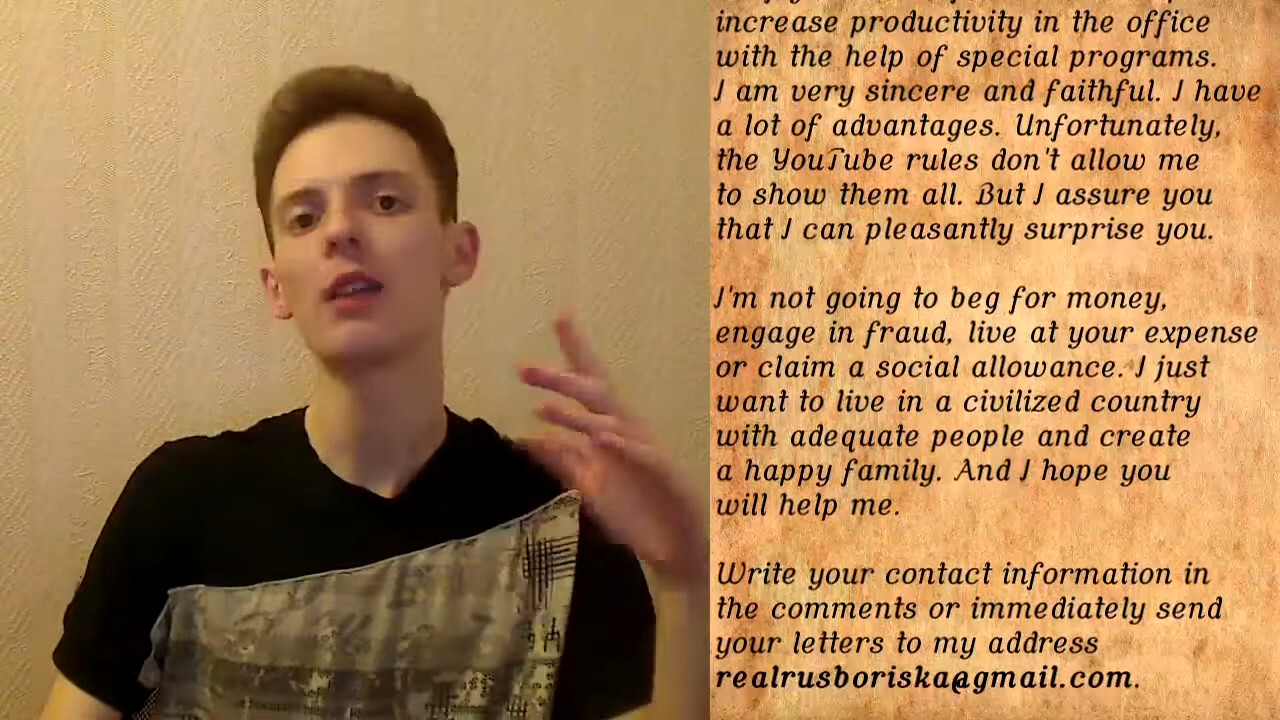 increase productivity in the office
with the help of special programs.
I am very sincere and faithful. I have
a lot of advantages. Unfortunately,
the YouTube rules don't allow me
to show them all. But I assure you
that I can pleasantly surprise you.
I'm not going to beg for money,
engage in fraud, live at your expense
or claim a social allowance. I just
want to live in a civilized country
with adequate people and create
a happy family. And I hope you
will help me.
Write your contact information in
the comments or immediately send
your letters to my address
realrusboriska@gmail.com.